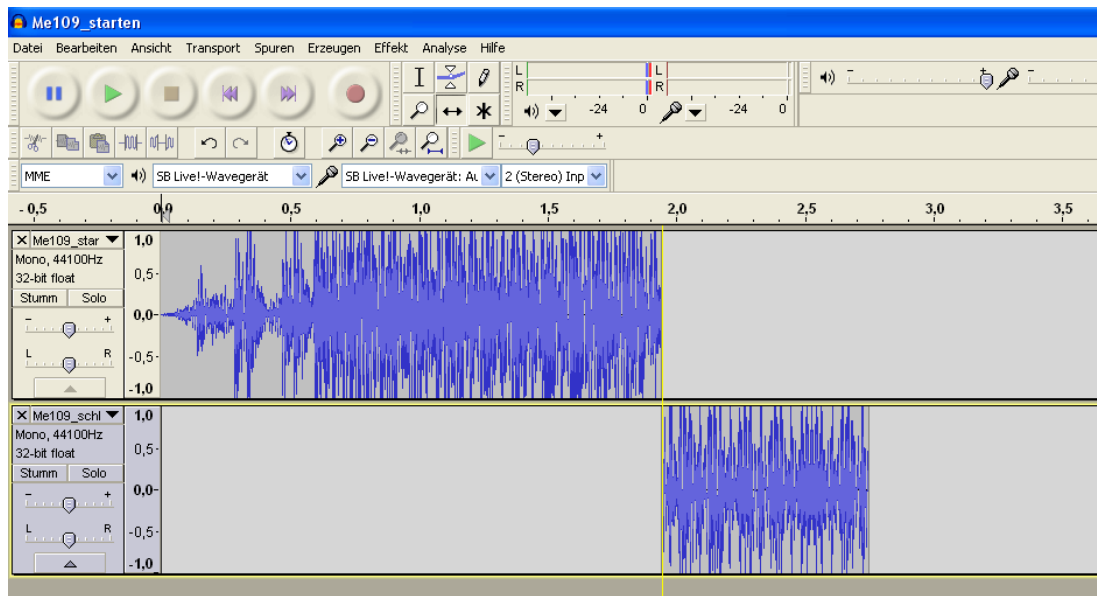 Me109_starten
Datei Bearbeiten Ansicht Transport Spuren Erzeugen Effekt Analyse Hilfe
L
R
-24 0
L
R
-24 0
- +
MME SB Live!-Wavegerät SB Live!-Wavegerät: Au 2 (Stereo) Inp
- 0,5 0,0 0,5 1,0 1,5 2,0 2,5 3,0 3,5
Me109_star
Mono, 44100Hz
32-bit float
Stumm Solo
- +
L R
1,0
0,5-
0,0-
-0,5-
-1,0
Me109_schl
Mono, 44100Hz
32-bit float
Stumm Solo
- +
L R
1,0
0,5-
0,0-
-0,5-
-1,0